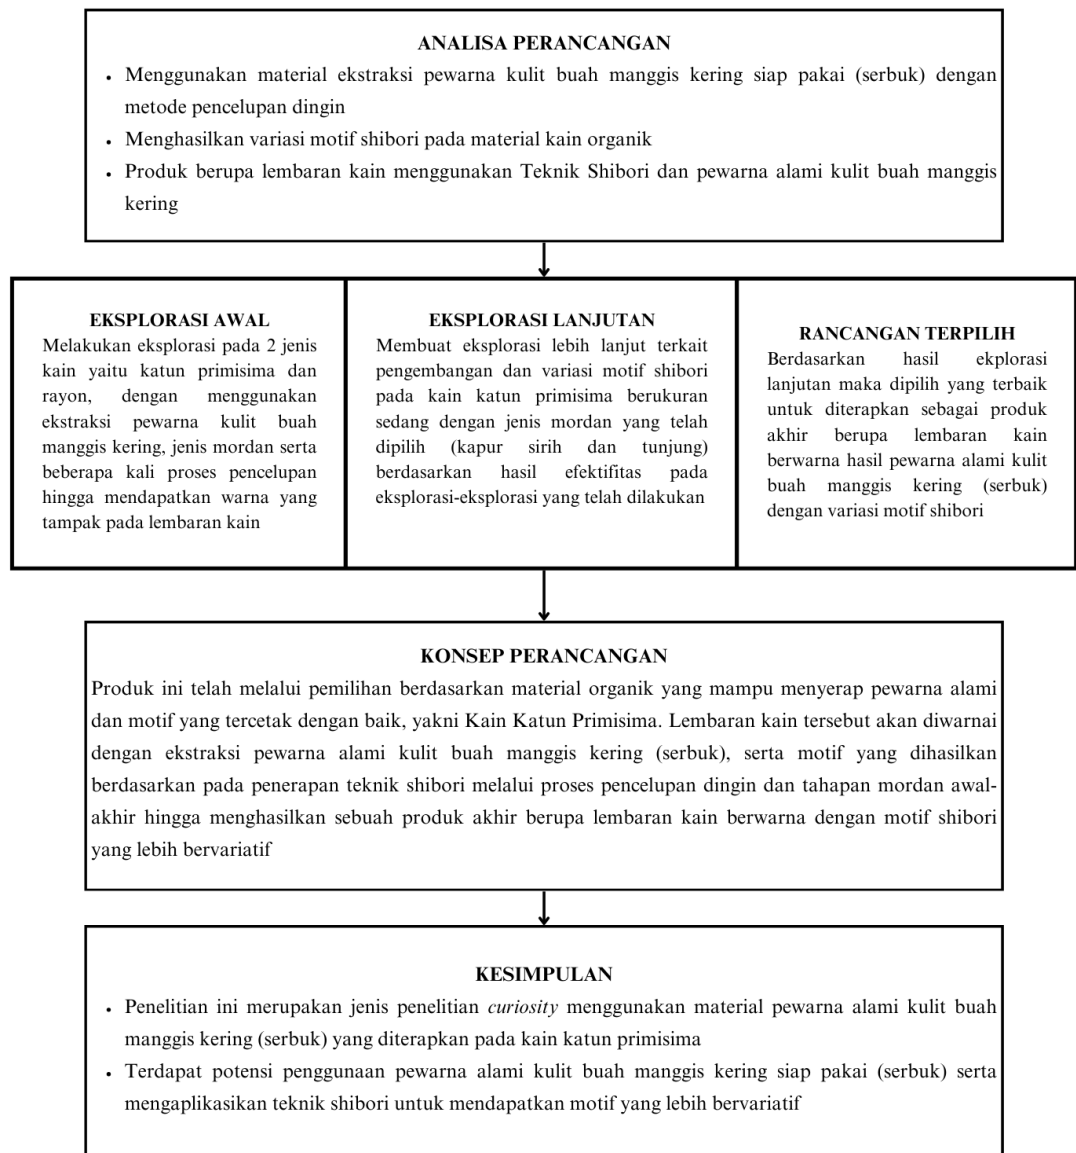 ANALISA PERANCANGAN
• Menggunakan material ekstraksi pewarna kulit buah manggis kering siap pakai (serbuk) dengan
metode pencelupan dingin
• Menghasilkan variasi motif shibori pada material kain organik
• Produk berupa lembaran kain menggunakan Teknik Shibori dan pewarna alami kulit buah manggis
kering
EKSPLORASI AWAL
Melakukan eksplorasi pada 2 jenis
kain yaitu katun primisima dan
rayon, dengan menggunakan
ekstraksi pewarna kulit buah
manggis kering, jenis mordan serta
beberapa kali proses pencelupan
hingga mendapatkan warna yang
tampak pada lembaran kain
EKSPLORASI LANJUTAN
Membuat eksplorasi lebih lanjut terkait
pengembangan dan variasi motif shibori
pada kain katun primisima berukuran
sedang dengan jenis mordan yang telah
dipilih (kapur sirih dan tunjung)
berdasarkan hasil efektifitas pada
eksplorasi-eksplorasi yang telah dilakukan
RANCANGAN TERPILIH
Berdasarkan hasil ekplorasi
lanjutan maka dipilih yang terbaik
untuk diterapkan sebagai produk
akhir berupa lembaran kain
berwarna hasil pewarna alami kulit
buah manggis kering (serbuk)
dengan variasi motif shibori
KONSEP PERANCANGAN
Produk ini telah melalui pemilihan berdasarkan material organik yang mampu menyerap pewarna alami
dan motif yang tercetak dengan baik, yakni Kain Katun Primisima. Lembaran kain tersebut akan diwarnai
dengan ekstraksi pewarna alami kulit buah manggis kering (serbuk), serta motif yang dihasilkan
berdasarkan pada penerapan teknik shibori melalui proses pencelupan dingin dan tahapan mordan awal-
akhir hingga menghasilkan sebuah produk akhir berupa lembaran kain berwarna dengan motif shibori
yang lebih bervariatif
KESIMPULAN
• Penelitian ini merupakan jenis penelitian curiosity menggunakan material pewarna alami kulit buah
manggis kering (serbuk) yang diterapkan pada kain katun primisima
• Terdapat potensi penggunaan pewarna alami kulit buah manggis kering siap pakai (serbuk) serta
mengaplikasikan teknik shibori untuk mendapatkan motif yang lebih bervariatif